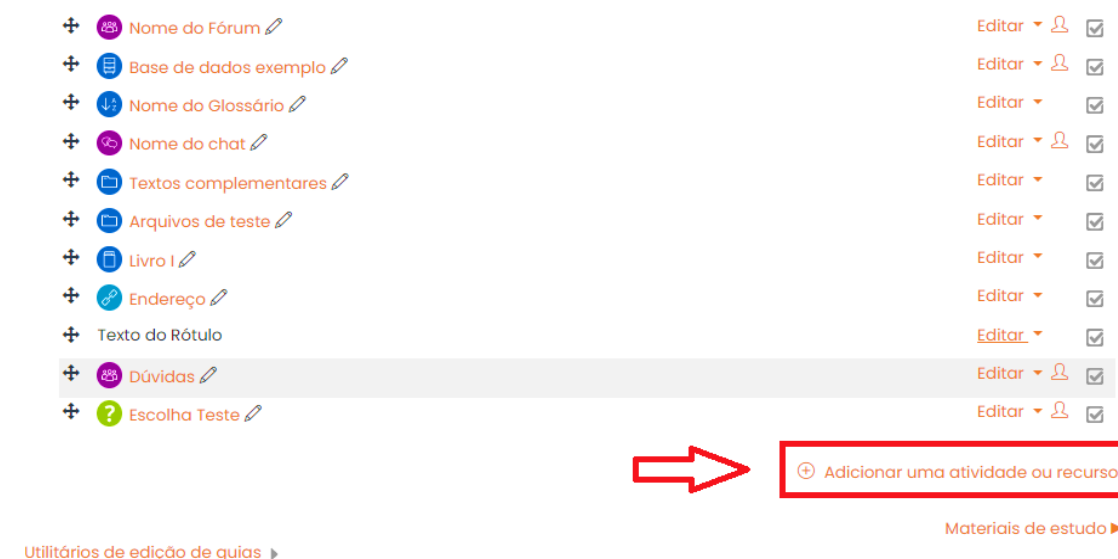 Nome do Fórum Editar
Base de dados exemplo Editar
Nome do Glossário Editar
Nome do chat Editar
Textos complementares Editar
Arquivos de teste Editar
Livro I Editar
Endereço Editar
Texto do Rótulo Editar
Dúvidas Editar
? Escolha Teste Editar
Adicionar uma atividade ou recurso
Materiais de estudo
Utilitários de edição de guias